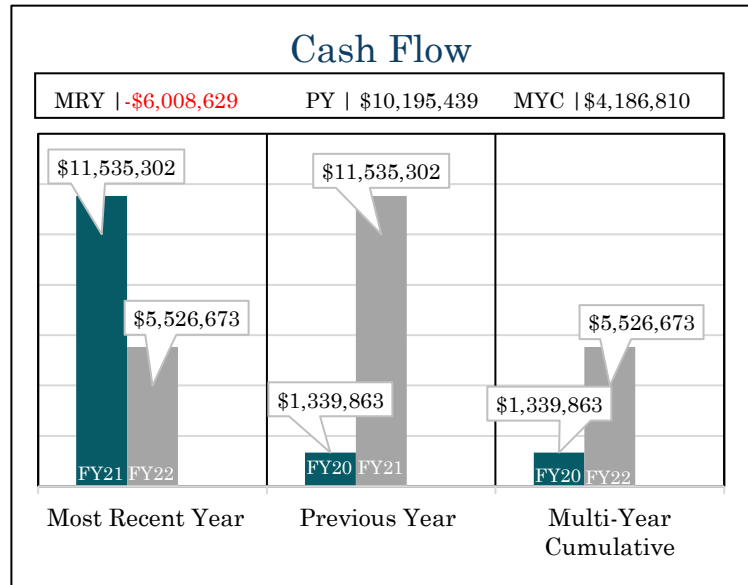 Cash Flow
MRY |-$6,008,629 PY | $10,195,439 MYC |$4,186,810
$11,535,302
$5,526,673
FY21 FY22
Most Recent Year
$11,535,302
$1,339,863
FY20 FY21
Previous Year
$5,526,673
$1,339,863
FY20 FY22
Multi-Year
Cumulative